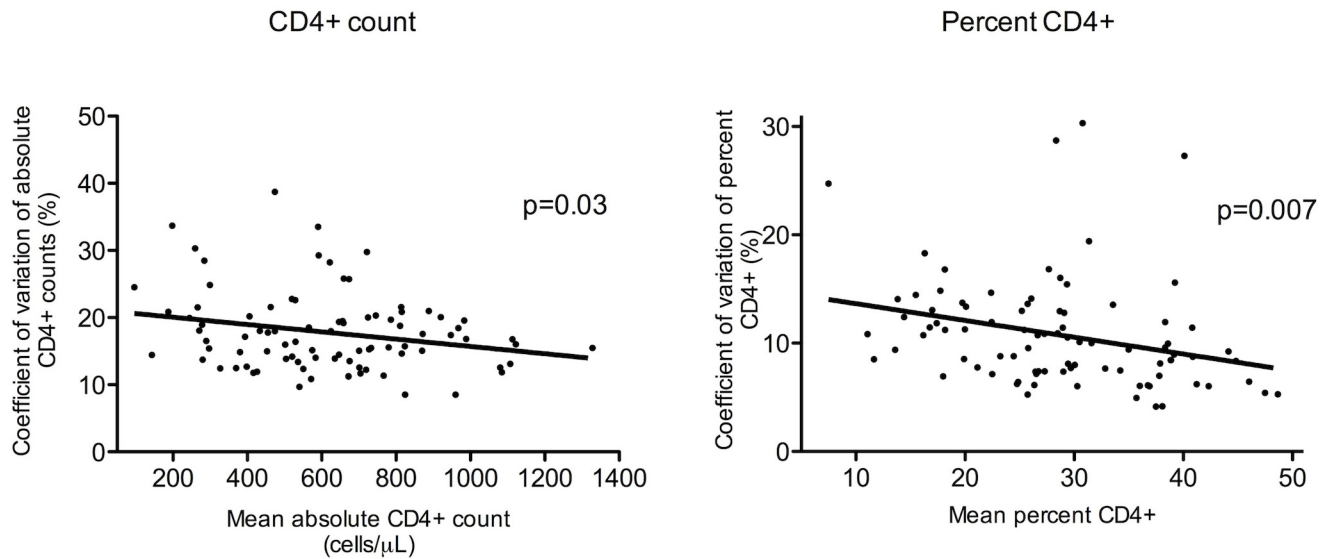 CD4+ count
Coefficient of variation of absolute
CD4+ counts (%)
50
40
30
20
10
0
p=0.03
200
400
600
800
1000
1200
1400
Mean absolute CD4+ count
(cells/μL)
Percent CD4+
Coefficient of variation of percent
CD4+ (%)
30
20
10
0
p=0.007
10
20
30
40
50
Mean percent CD4+